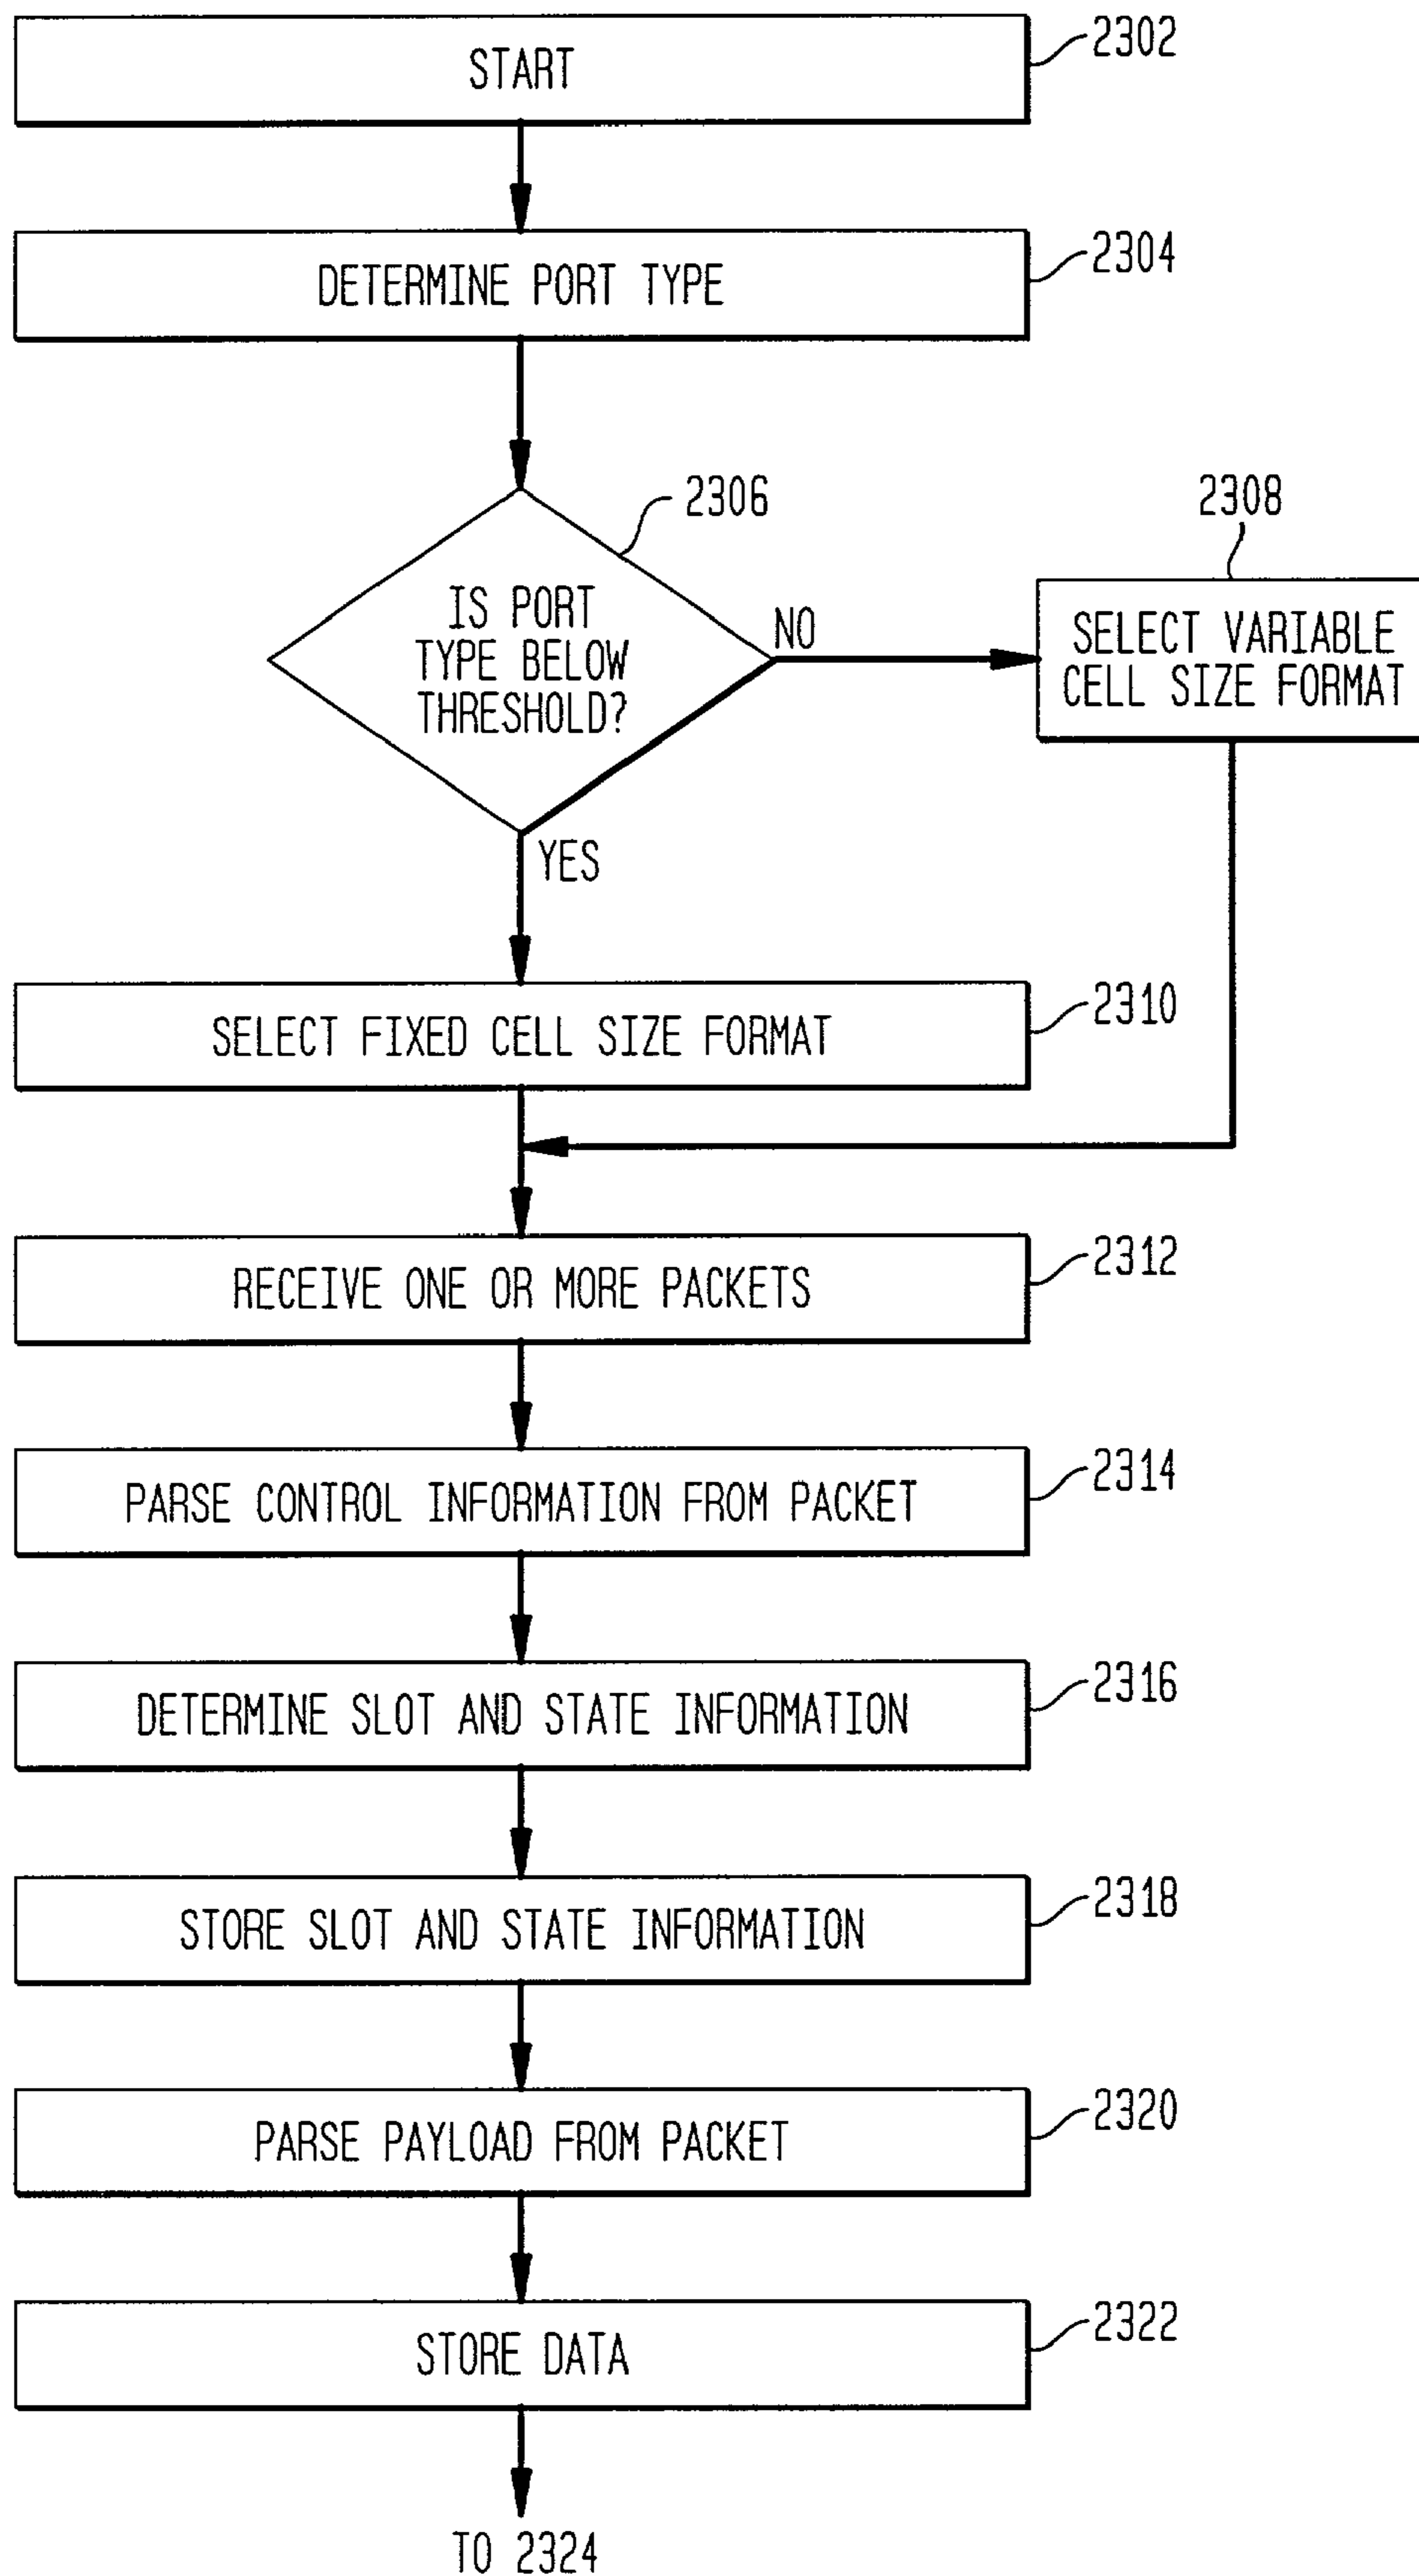 START
2302
DETERMINE PORT TYPE
2304
2306
IS PORT
TYPE BELOW
THRESHOLD?
NO
YES
2308
SELECT VARIABLE
CELL SIZE FORMAT
SELECT FIXED CELL SIZE FORMAT
2310
RECEIVE ONE OR MORE PACKETS
2312
PARSE CONTROL INFORMATION FROM PACKET
2314
DETERMINE SLOT AND STATE INFORMATION
2316
STORE SLOT AND STATE INFORMATION
2318
PARSE PAYLOAD FROM PACKET
2320
STORE DATA
2322
TO 2324